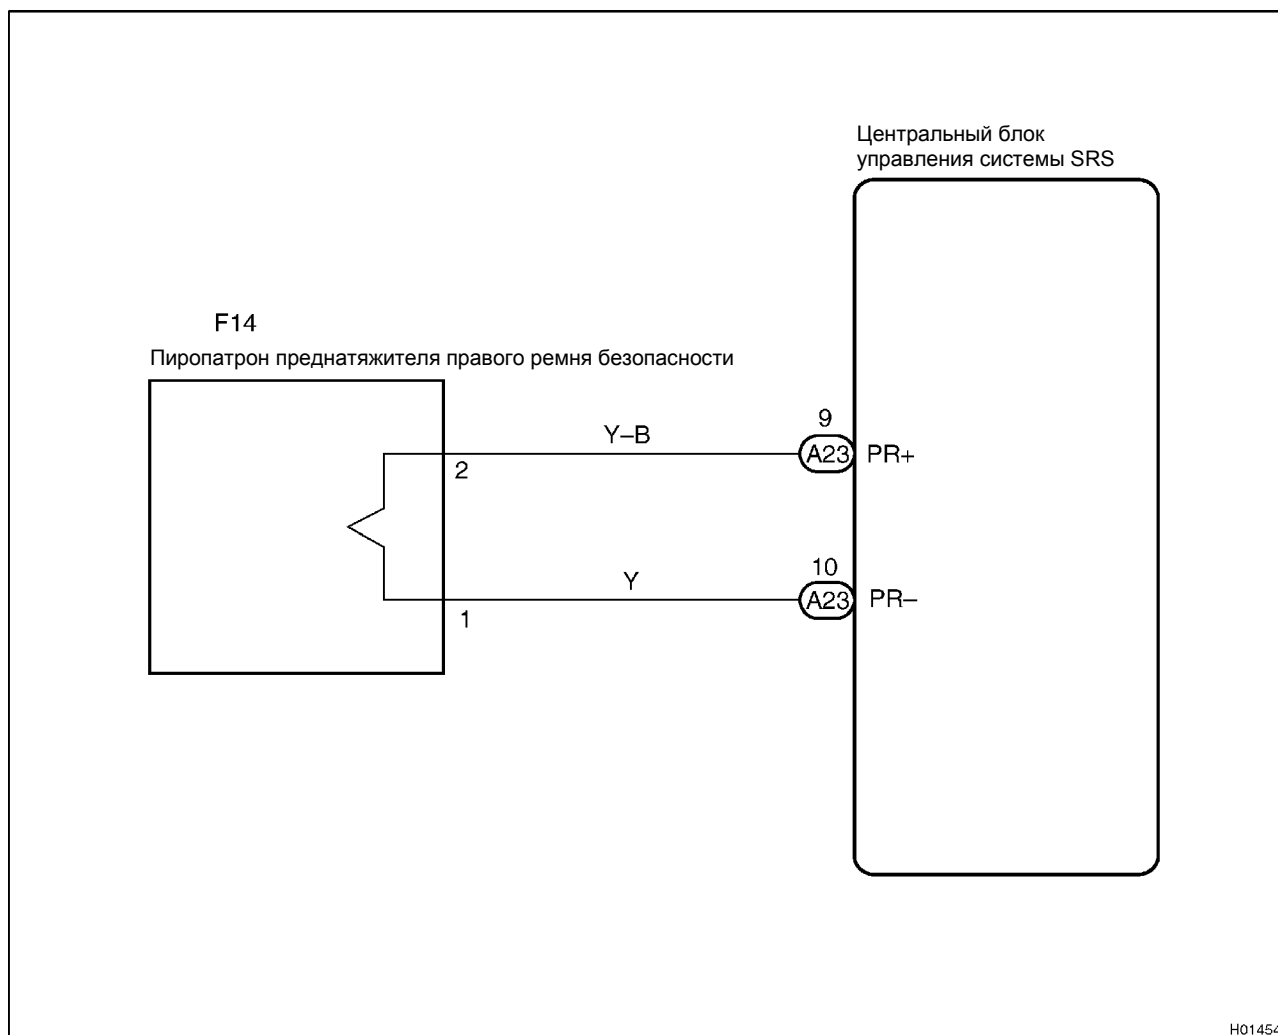 Центральный блок
управления системы SRS
F14
Пиропатрон преднатяжителя правого ремня безопасности
9
Y–B
A23
PR+
2
10
Y
A23
PR–
1
H01454